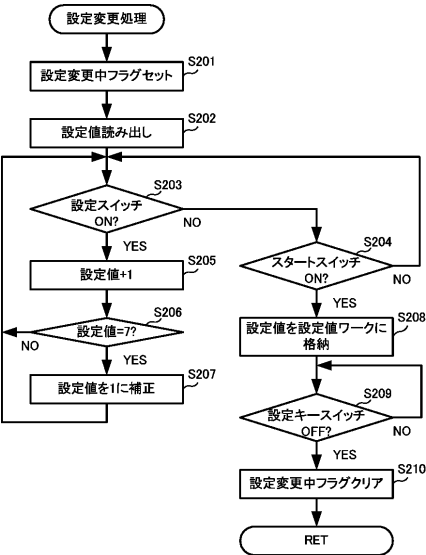 設定変更処理
S201
設定変更中フラグセット
S202
設定値読み出し
S203
設定スイッチ
ON?
NO
YES
S204
スタートスイッチ
ON?
NO
YES
S205
設定値+1
S206
設定値=7?
NO
YES
S207
設定値を1に補正
S208
設定値を設定値ワークに
格納
S209
設定キースイッチ
OFF?
NO
YES
S210
設定変更中フラグクリア
RET